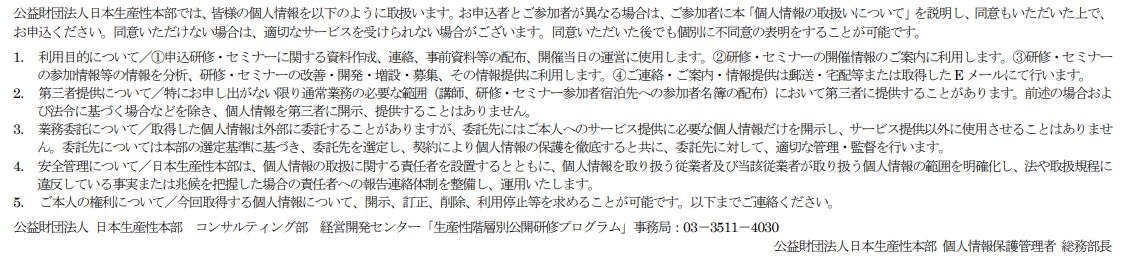 公益財団法人日本生産性本部では、皆様の個人情報を以下のように取扱います。お申込者とご参加者が異なる場合は、ご参加者に本「個人情報の取扱いについて」を説明し、同意もいただいた上で、
お申込ください。同意いただけない場合は、適切なサービスを受けられない場合がございます。同意いただいた後でも個別に不同意の表明をすることが可能です。
1. 利用目的について／①申込研修・セミナーに関する資料作成、連絡、事前資料等の配布、開催当日の運営に使用します。②研修・セミナーの開催情報のご案内に利用します。③研修・セミナー
の参加情報等の情報を分析、研修・セミナーの改善・開発・増設・募集、その情報提供に利用します。④ご連絡・ご案内・情報提供は郵送・宅配等または取得した E メールにて行います。
2. 第三者提供について／特にお申し出がない限り通常業務の必要な範囲（講師、研修・セミナー参加者宿泊先への参加者名簿の配布）において第三者に提供することがあります。前述の場合およ
び法令に基づく場合などを除き、個人情報を第三者に開示、提供することはありません。
3. 業務委託について／取得した個人情報は外部に委託することがありますが、委託先にはご本人へのサービス提供に必要な個人情報だけを開示し、サービス提供以外に使用させることはありませ
ん。委託先については本部の選定基準に基づき、委託先を選定し、契約により個人情報の保護を徹底すると共に、委託先に対して、適切な管理・監督を行います。
4. 安全管理について／日本生産性本部は、個人情報の取扱に関する責任者を設置するとともに、個人情報を取り扱う従業者及び当該従業者が取り扱う個人情報の範囲を明確化し、法や取扱規程に
違反している事実または兆候を把握した場合の責任者への報告連絡体制を整備し、運用いたします。
5. ご本人の権利について／今回取得する個人情報について、開示、訂正、削除、利用停止等を求めることが可能です。以下までご連絡ください。
公益財団法人 日本生産性本部 コンサルティング部 経営開発センター「生産性階層別公開研修プログラム」事務局：03－3511－4030
公益財団法人日本生産性本部 個人情報保護管理者 総務部長